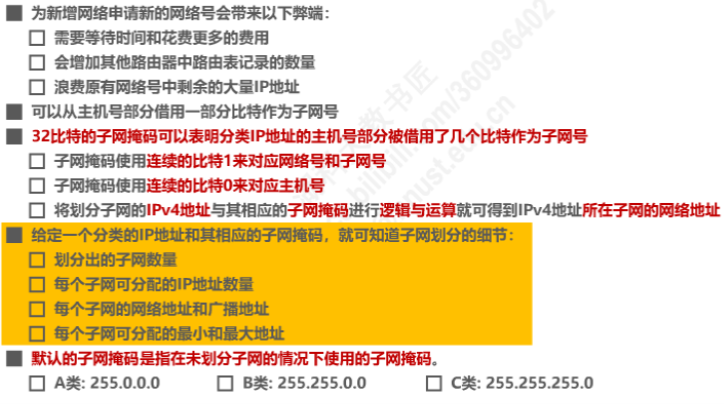 为新增网络申请新的网络号会带来以下弊端：
需要等待时间和花费更多的费用
会增加其他路由器中路由表记录的数量
浪费原有网络号中剩余的大量IP地址
可以从主机号部分借用一部分比特作为子网号
32比特的子网掩码可以表明分类IP地址的主机号部分被借用了几个比特作为子网号
子网掩码使用连续的比特1来对应网络号和子网号
子网掩码使用连续的比特0来对应主机号
将划分子网的IPv4地址与其相应的子网掩码进行逻辑与运算就可得到IPv4地址所在子网的网络地址
给定一个分类的IP地址和其相应的子网掩码，就可知道子网划分的细节：
划分出的子网数量
每个子网可分配的IP地址数量
每个子网的网络地址和广播地址
每个子网可分配的最小和最大地址
默认的子网掩码是指在未划分子网的情况下使用的子网掩码。
A类: 255.0.0.0 B类: 255.255.0.0 C类: 255.255.255.0